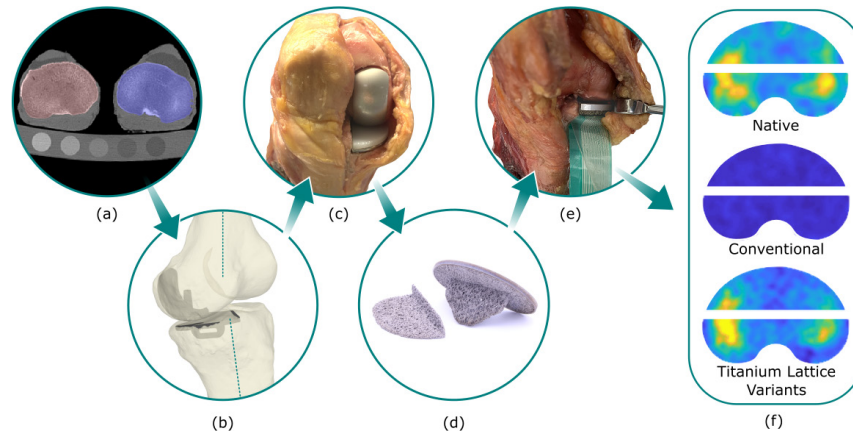 (a)
(b)
(c)
(d)
(e)
Native
Conventional
Titanium Lattice
Variants
(f)